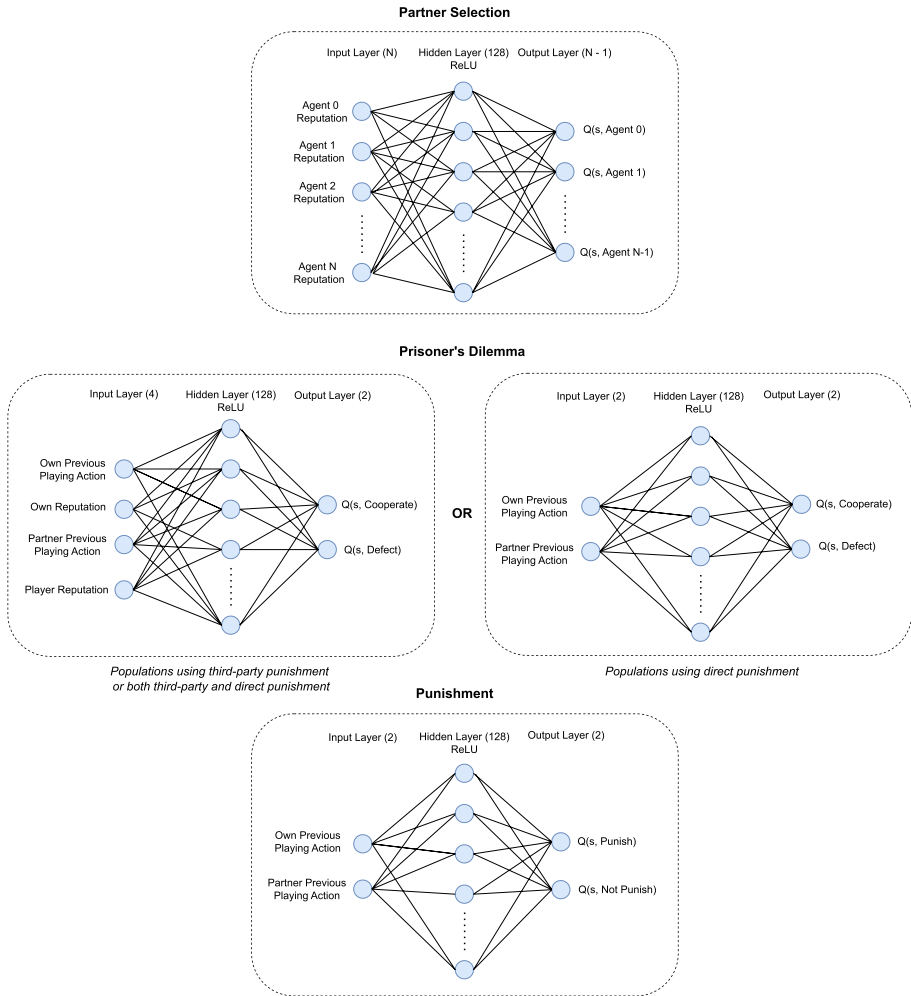 Partner Selection
Input Layer (N)
Hidden Layer (128)
ReLU
Output Layer (N - 1)
Agent 0
Reputation
Agent 1
Reputation
Agent 2
Reputation
Agent N
Reputation
Q(s, Agent 0)
Q(s, Agent 1)
Q(s, Agent N-1)
Prisoner's Dilemma
Input Layer (4)
Hidden Layer (128)
ReLU
Output Layer (2)
Own Previous
Playing Action
Own Reputation
Partner Previous
Playing Action
Player Reputation
Q(s, Cooperate)
Q(s, Defect)
Populations using third-party punishment
or both third-party and direct punishment
OR
Input Layer (2)
Hidden Layer (128)
ReLU
Output Layer (2)
Own Previous
Playing Action
Partner Previous
Playing Action
Q(s, Cooperate)
Q(s, Defect)
Populations using direct punishment
Punishment
Input Layer (2)
Hidden Layer (128)
ReLU
Output Layer (2)
Own Previous
Playing Action
Partner Previous
Playing Action
Q(s, Punish)
Q(s, Not Punish)